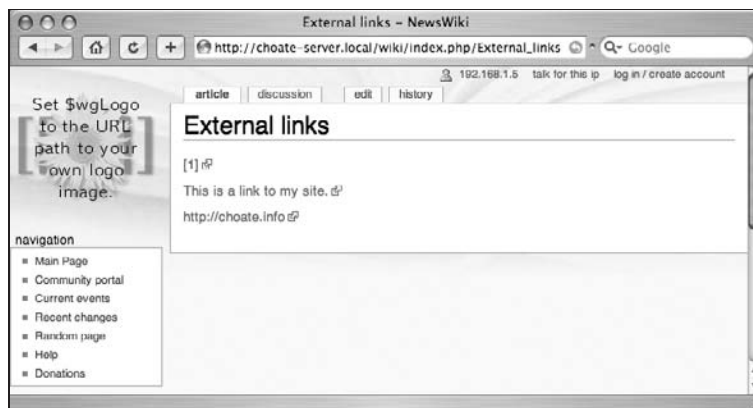 External links – NewsWiki
http://choate-server.local/wiki/index.php/External_links
Google
192.168.1.5 talk for this ip log in / create account
article discussion edit history
Set $wgLogo
to the URL
path to your
own logo
image.
External links
[1]
This is a link to my site.
http://choate.info
navigation
Main Page
Community portal
Current events
Recent changes
Random page
Help
Donations